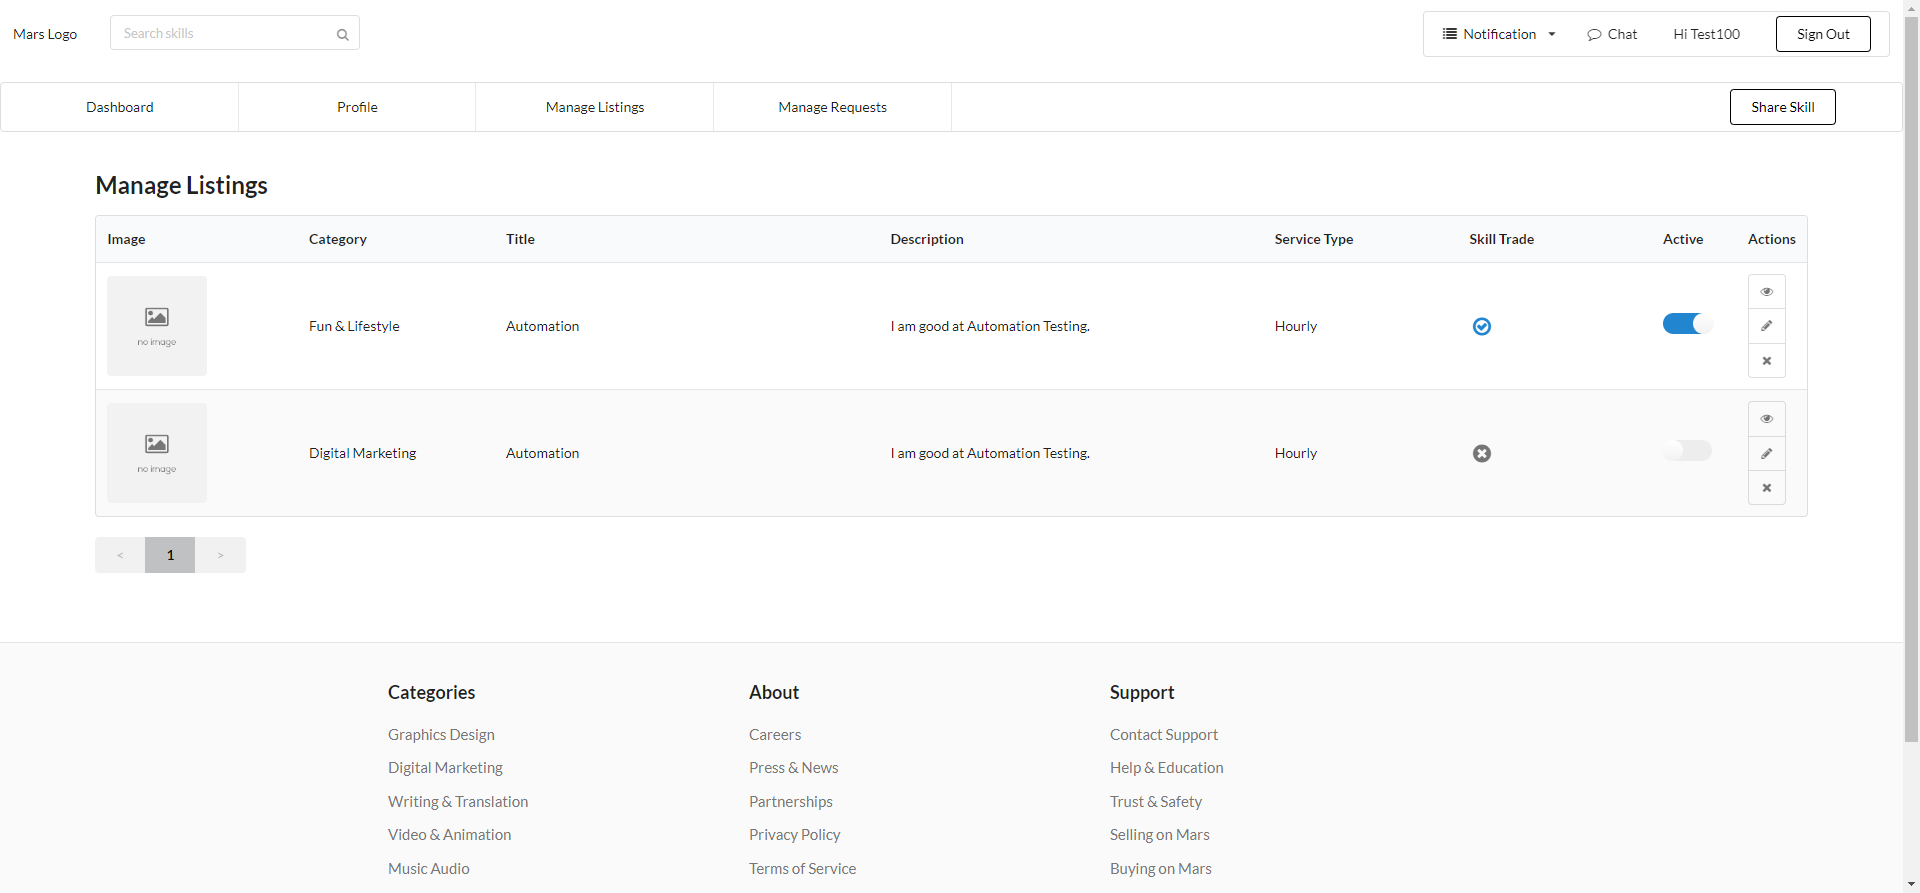 Mars Logo
Search skills
Notification
Chat
Hi Test100
Sign Out
Dashboard
Profile
Manage Listings
Manage Requests
Share Skill
Manage Listings
Image Category Title Description Service Type Skill Trade Active Actions
no image
Fun & Lifestyle Automation I am good at Automation Testing. Hourly
no image
Digital Marketing Automation I am good at Automation Testing. Hourly
< 1 >
Categories
Graphics Design
Digital Marketing
Writing & Translation
Video & Animation
Music Audio
About
Careers
Press & News
Partnerships
Privacy Policy
Terms of Service
Support
Contact Support
Help & Education
Trust & Safety
Selling on Mars
Buying on Mars